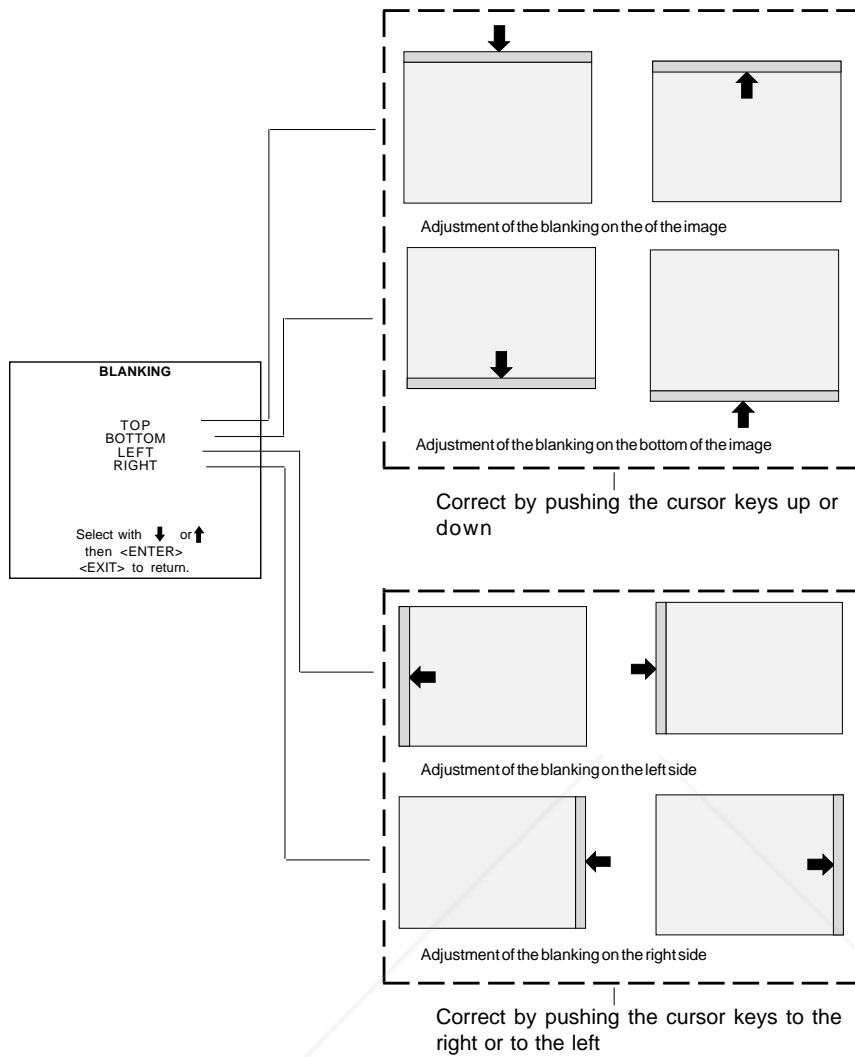 Adjustment of the blanking on the of the image
Adjustment of the blanking on the bottom of the image
Correct by pushing the cursor keys up or
down
BLANKING
TOP
BOTTOM
LEFT
RIGHT
Select with ⬇ or ⬆
then <ENTER>
<EXIT> to return.
Adjustment of the blanking on the left side
Adjustment of the blanking on the right side
Correct by pushing the cursor keys to the
right or to the left